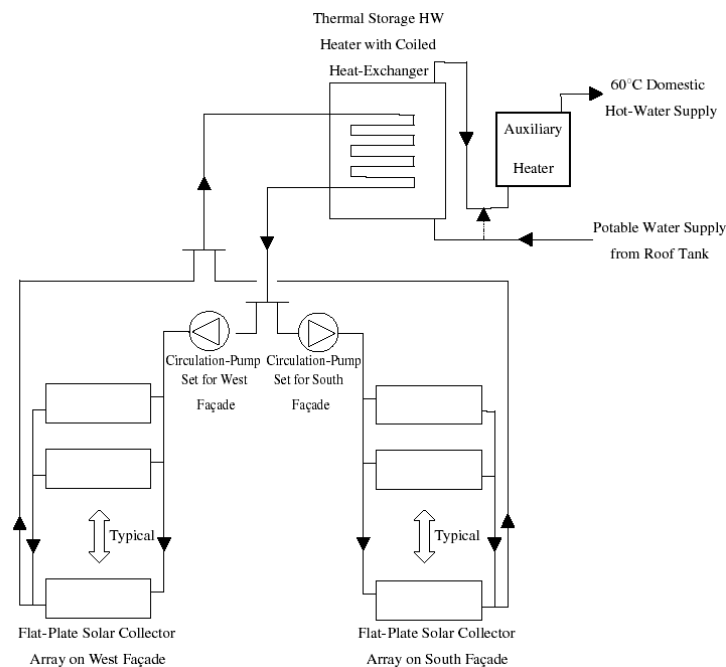 Thermal Storage HW
Heater with Coiled
Heat-Exchanger
60°C Domestic
Hot-Water Supply
Auxiliary
Heater
Potable Water Supply
from Roof Tank
Circulation-Pump
Set for West
Façade
Circulation-Pump
Set for South
Façade
Typical
Typical
Flat-Plate Solar Collector
Array on West Façade
Flat-Plate Solar Collector
Array on South Façade